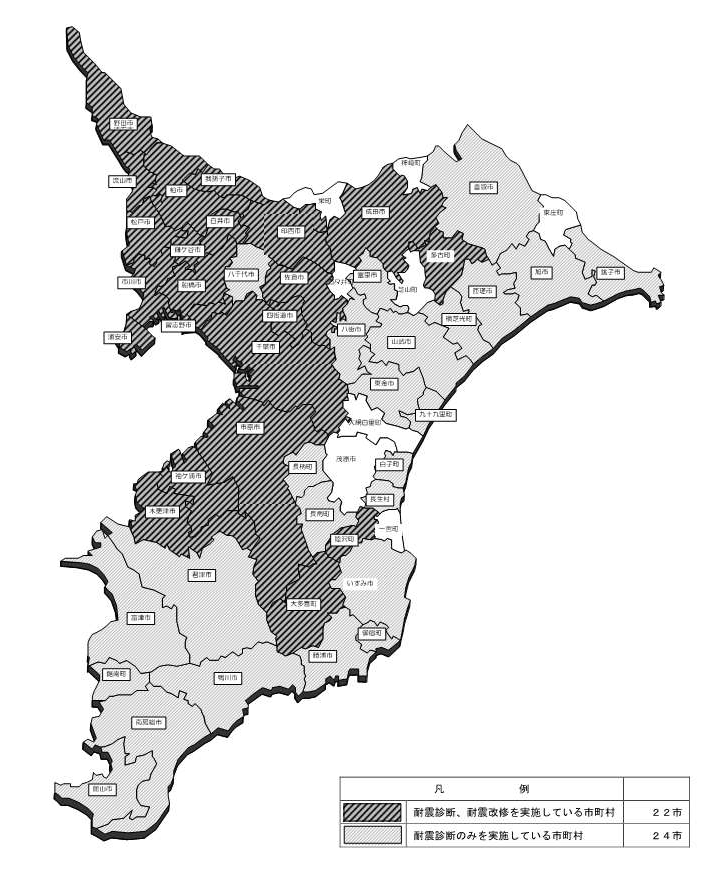 野田市
流山市
我孫子市
柏市
松戸市
白井市
鎌ケ谷市
印西市
栄町
成田市
神崎町
香取市
東庄町
銚子市
旭市
匝瑳市
多古町
横芝光町
芝山町
富里市
酒々井町
佐倉市
八千代市
船橋市
市川市
浦安市
習志野市
四街道市
千葉市
八街市
山武市
東金市
九十九里町
大網白里町
市原市
茂原市
白子町
長柄町
長生村
長南町
一宮町
睦沢町
いすみ市
袖ケ浦市
木更津市
君津市
大多喜町
富津市
御宿町
勝浦市
鋸南町
鴨川市
南房総市
館山市
凡 例
耐震診断、耐震改修を実施している市町村 ２２市
耐震診断のみを実施している市町村 ２４市